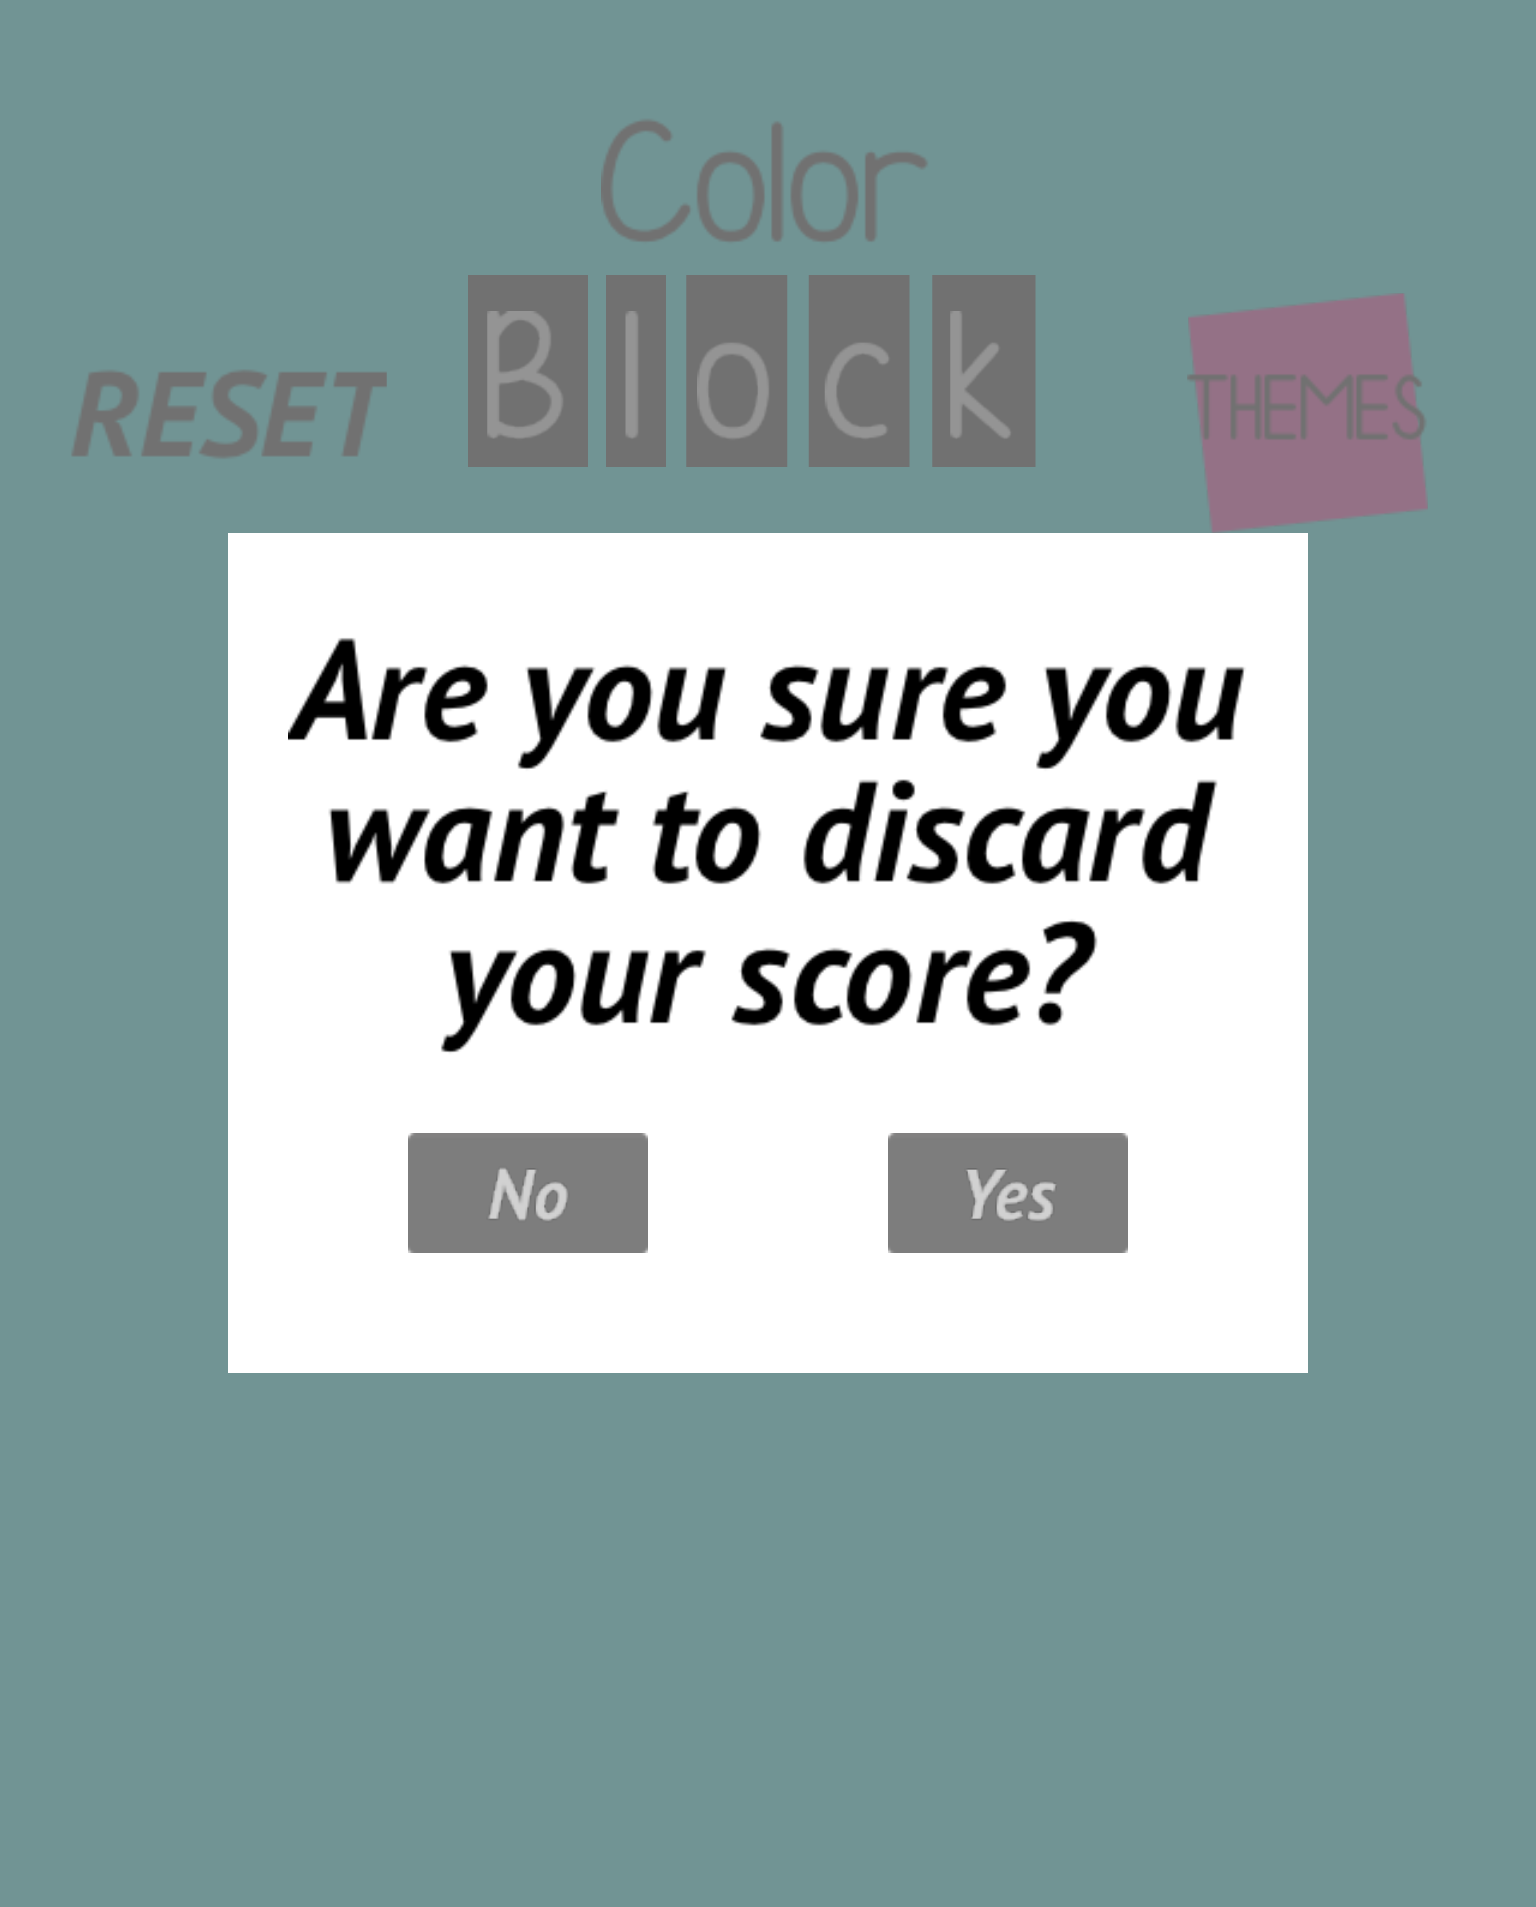 Color
Block
RESET
THEMES
Are you sure you
want to discard
your score?
No
Yes